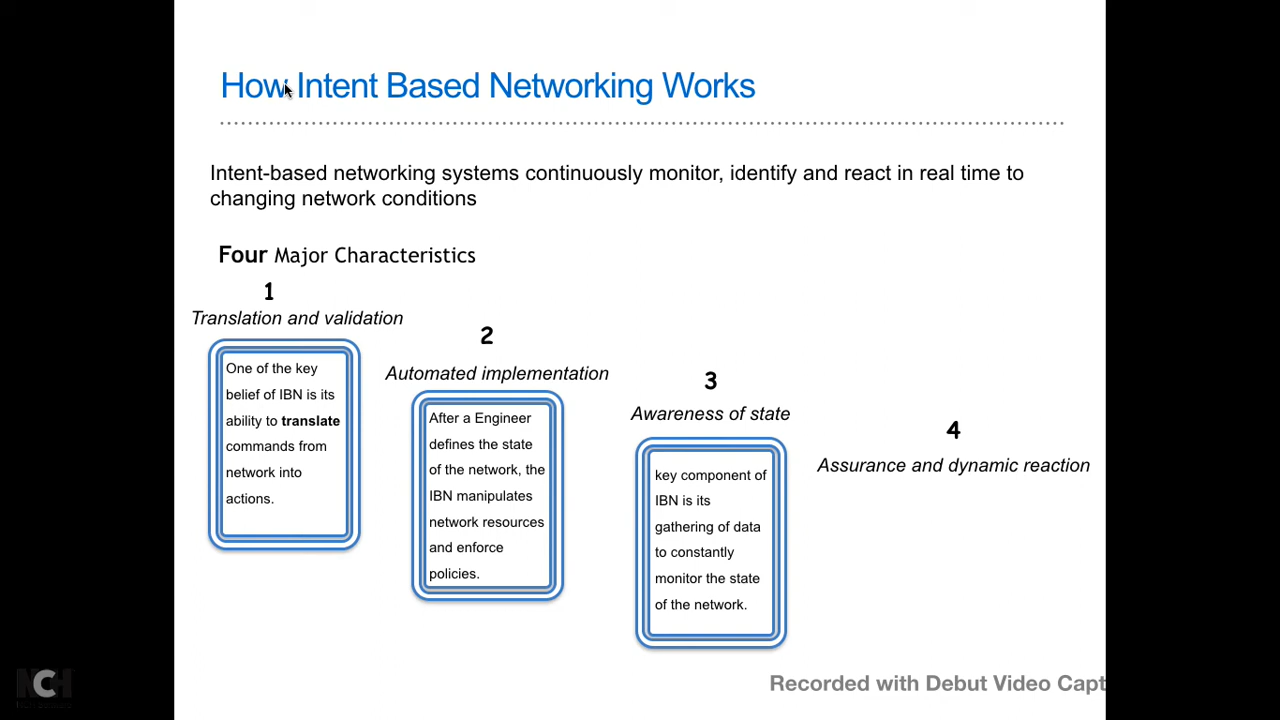 How Intent Based Networking Works
Intent-based networking systems continuously monitor, identify and react in real time to
changing network conditions
Four Major Characteristics
1
Translation and validation
One of the key
belief of IBN is its
ability to translate
commands from
network into
actions.
2
Automated implementation
After a Engineer
defines the state
of the network, the
IBN manipulates
network resources
and enforce
policies.
3
Awareness of state
key component of
IBN is its
gathering of data
to constantly
monitor the state
of the network.
4
Assurance and dynamic reaction
NCH
Recorded with Debut Video Capt